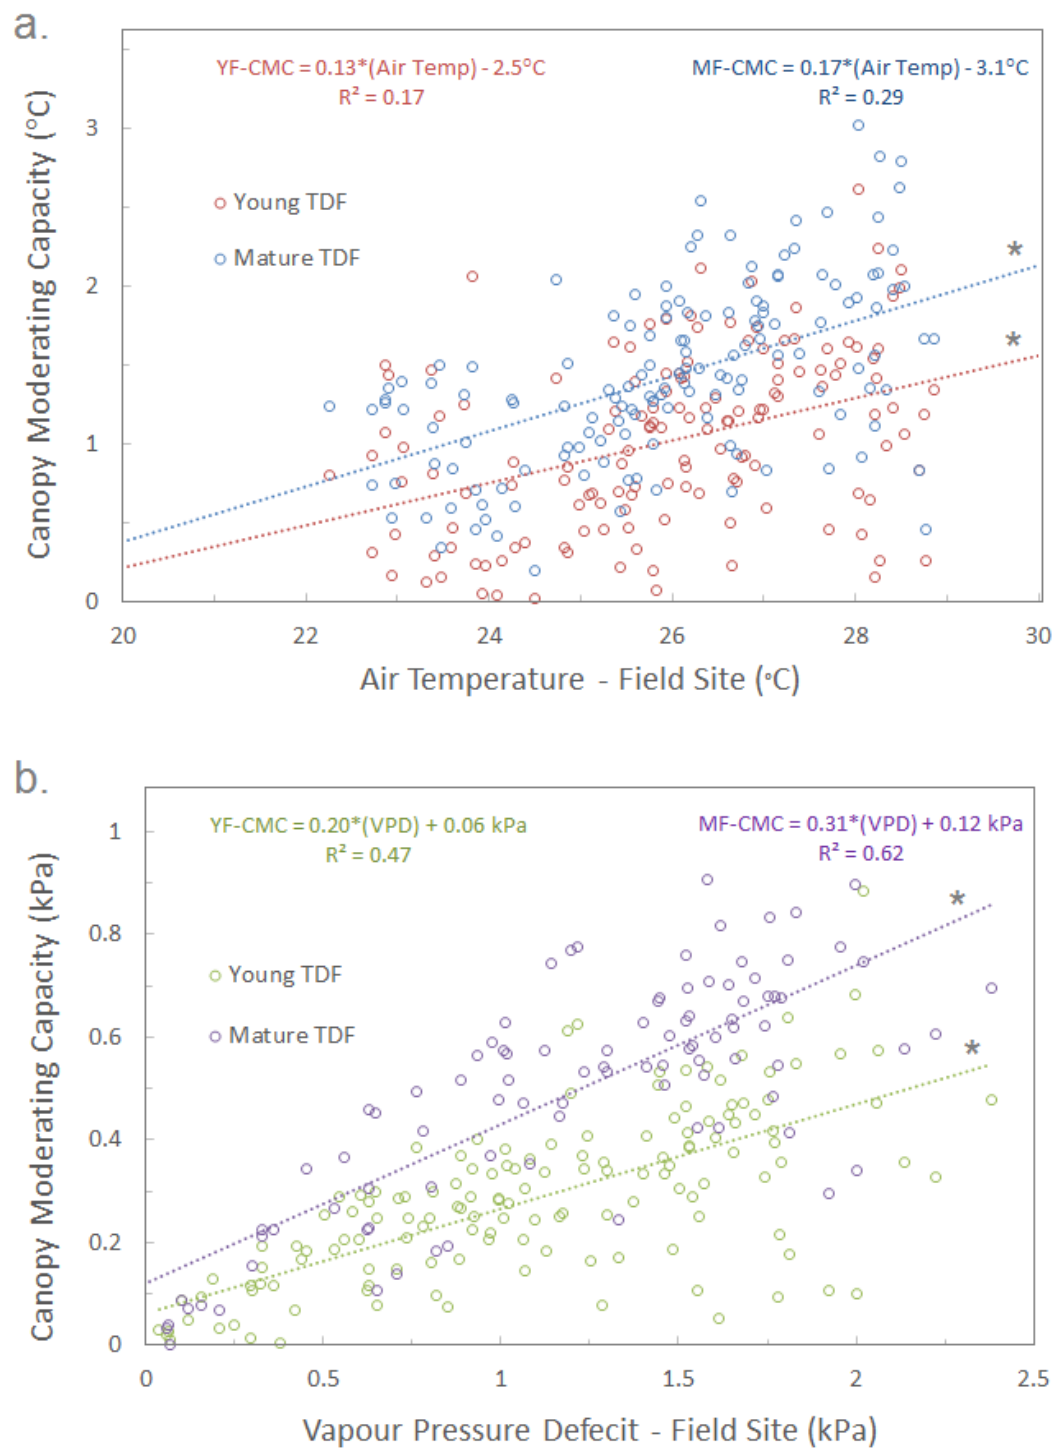 a.
YF-CMC = 0.13*(Air Temp) - 2.5°C
R² = 0.17
MF-CMC = 0.17*(Air Temp) - 3.1°C
R² = 0.29
Canopy Moderating Capacity (°C)
3
2
1
0
Young TDF
Mature TDF
*
*
20 22 24 26 28 30
Air Temperature - Field Site (°C)
b.
YF-CMC = 0.20*(VPD) + 0.06 kPa
R² = 0.47
MF-CMC = 0.31*(VPD) + 0.12 kPa
R² = 0.62
Canopy Moderating Capacity (kPa)
1
0.8
0.6
0.4
0.2
0
Young TDF
Mature TDF
*
*
0 0.5 1 1.5 2 2.5
Vapour Pressure Defecit - Field Site (kPa)